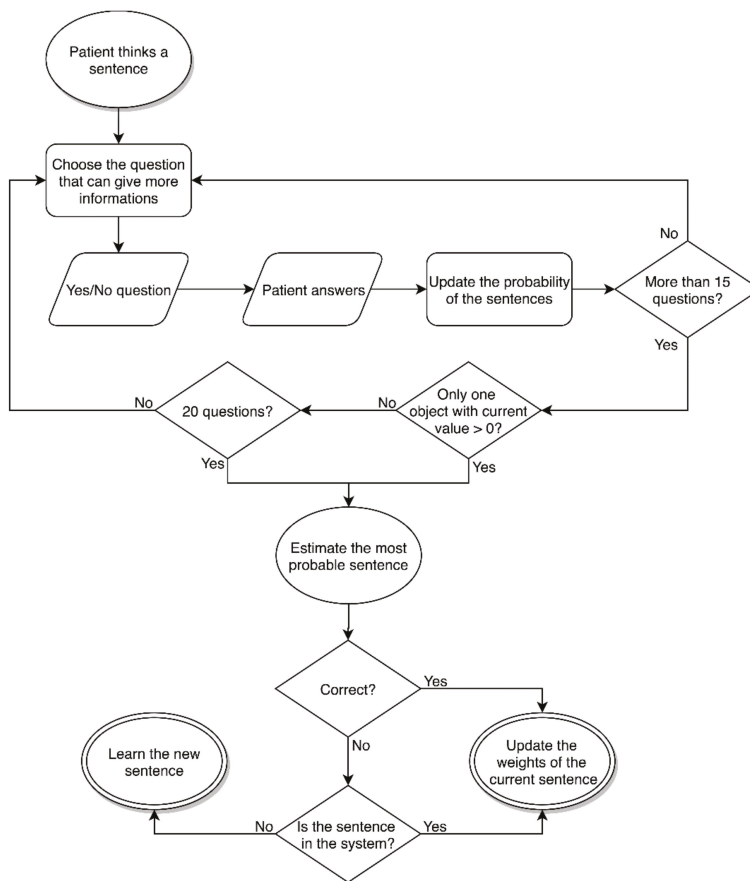 Patient thinks a
sentence
Choose the question
that can give more
informations
No
Yes/No question
Patient answers
Update the probability
of the sentences
More than 15
questions?
Yes
No
20 questions?
No
Only one
object with current
value > 0?
Yes
Yes
Estimate the most
probable sentence
Correct?
Yes
No
Learn the new
sentence
Update the
weights of the
current sentence
No
Is the sentence
in the system?
Yes